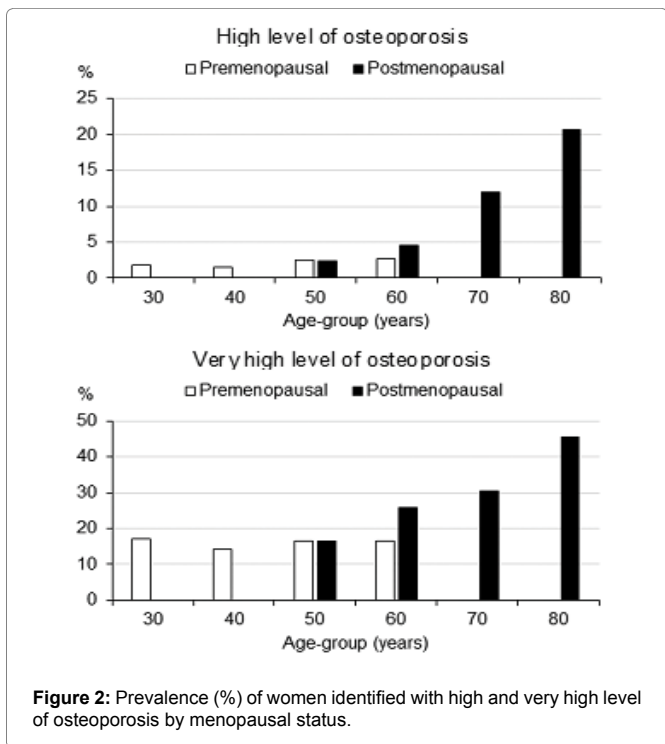 High level of osteoporosis
%
Premenopausal Postmenopausal
25
20
15
10
5
0
30 40 50 60 70 80
Age-group (years)
Very high level of osteoporosis
%
Premenopausal Postmenopausal
50
40
30
20
10
0
30 40 50 60 70 80
Age-group (years)
Figure 2: Prevalence (%) of women identified with high and very high level
of osteoporosis by menopausal status.